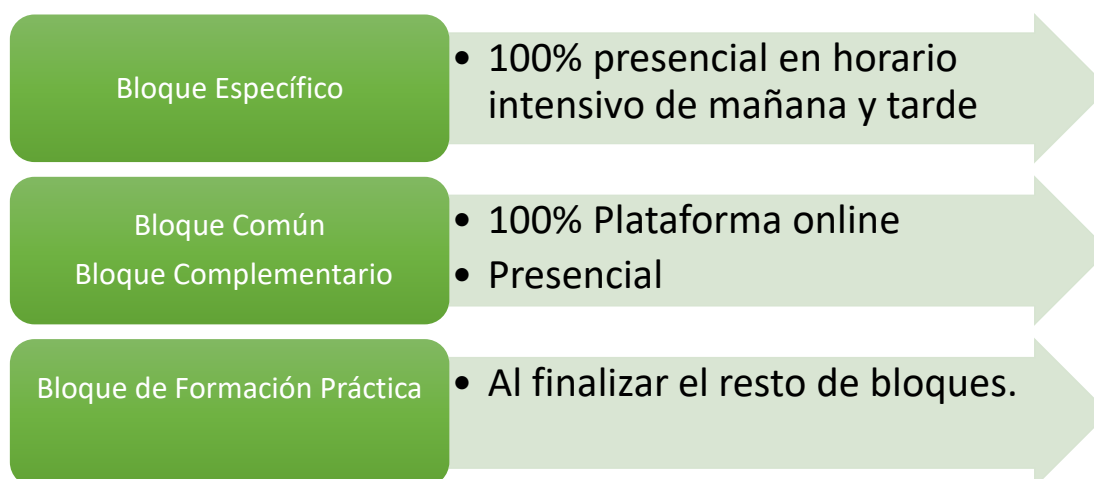 Bloque Específico
• 100% presencial en horario
intensivo de mañana y tarde
Bloque Común
Bloque Complementario
• 100% Plataforma online
• Presencial
Bloque de Formación Práctica
• Al finalizar el resto de bloques.